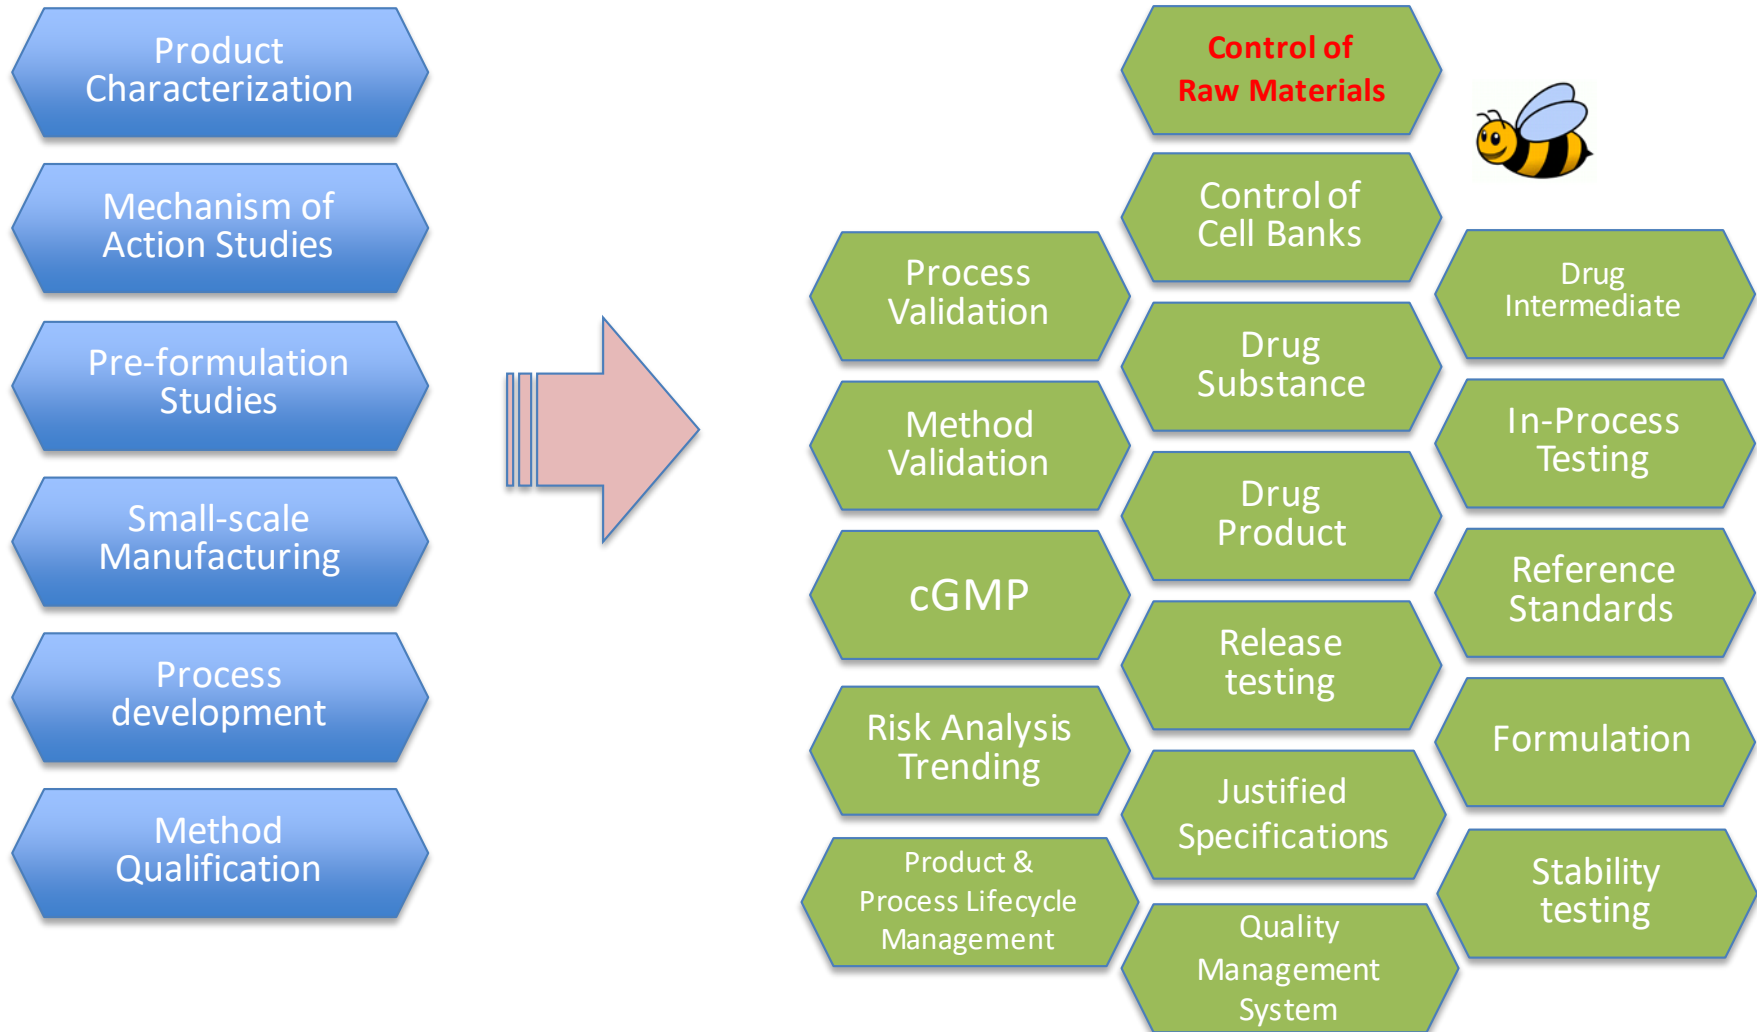 Product
Characterization
Mechanism of
Action Studies
Pre-formulation
Studies
Small-scale
Manufacturing
Process
development
Method
Qualification
Process
Validation
Method
Validation
cGMP
Risk Analysis
Trending
Product &
Process Lifecycle
Management
Control of
Raw Materials
Control of
Cell Banks
Drug
Substance
Drug
Product
Release
testing
Justified
Specifications
Quality
Management
System
Drug
Intermediate
In-Process
Testing
Reference
Standards
Formulation
Stability
testing